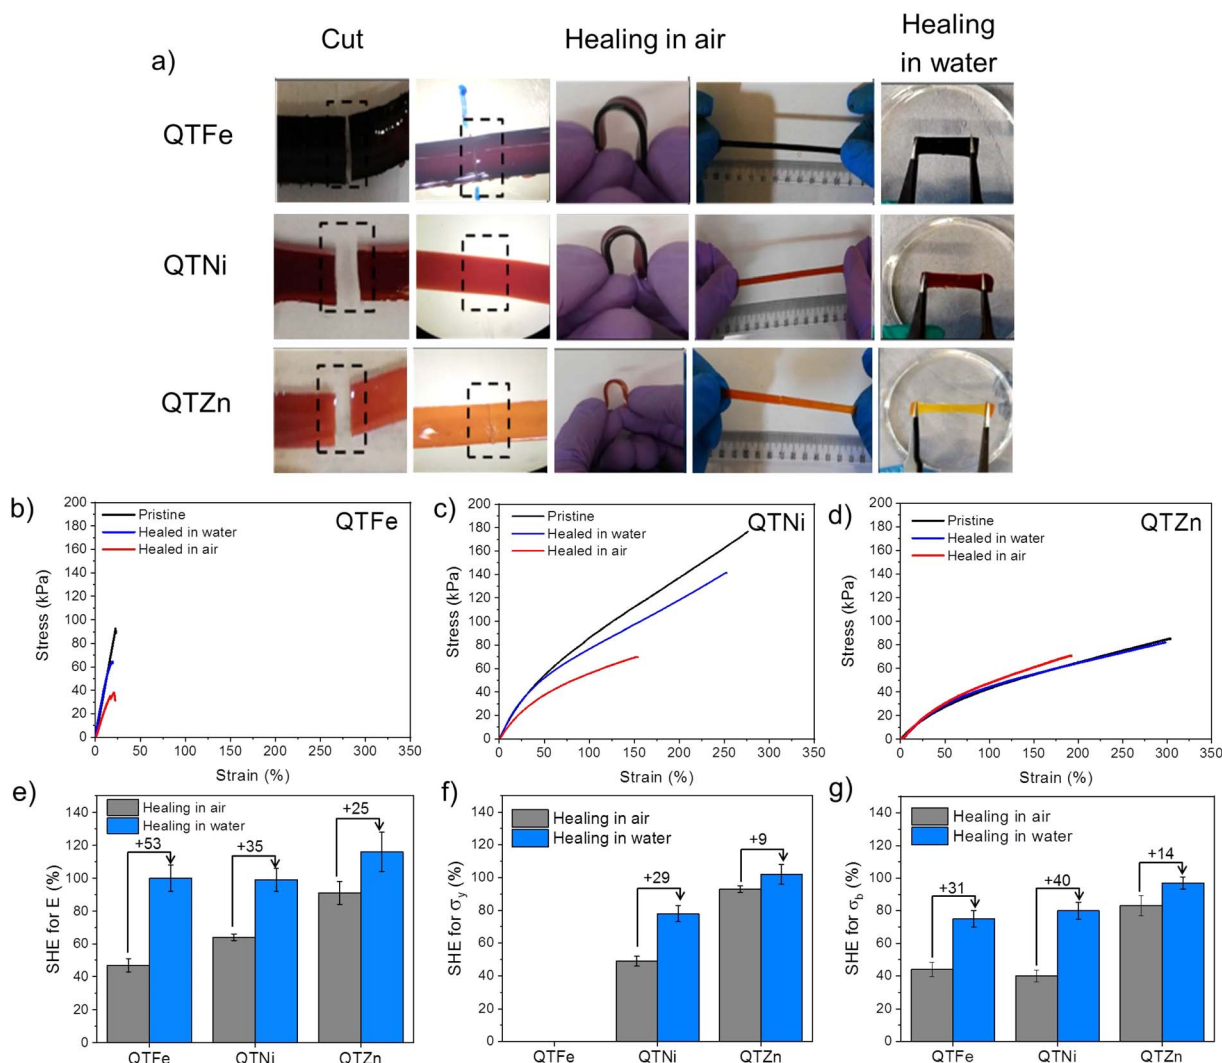 a)
Cut
Healing in air
Healing
in water
QTFe
QTNi
QTZn
b)
200
180
160
140
120
100
80
60
40
20
0
Stress (kPa)
Pristine
Healed in water
Healed in air
QTFe
0 50 100 150 200 250 300 350
Strain (%)
c)
200
180
160
140
120
100
80
60
40
20
0
Stress (kPa)
Pristine
Healed in water
Healed in air
QTNi
0 50 100 150 200 250 300 350
Strain (%)
d)
200
180
160
140
120
100
80
60
40
20
0
Stress (kPa)
Pristine
Healed in water
Healed in air
QTZn
0 50 100 150 200 250 300 350
Strain (%)
e)
140
120
100
80
60
40
20
0
SHE for E (%)
Healing in air
Healing in water
+53
+35
+25
QTFe QTNi QTZn
f)
140
120
100
80
60
40
20
0
SHE for σy (%)
Healing in air
Healing in water
+29
+9
QTFe QTNi QTZn
g)
140
120
100
80
60
40
20
0
SHE for σb (%)
Healing in air
Healing in water
+31
+40
+14
QTFe QTNi QTZn